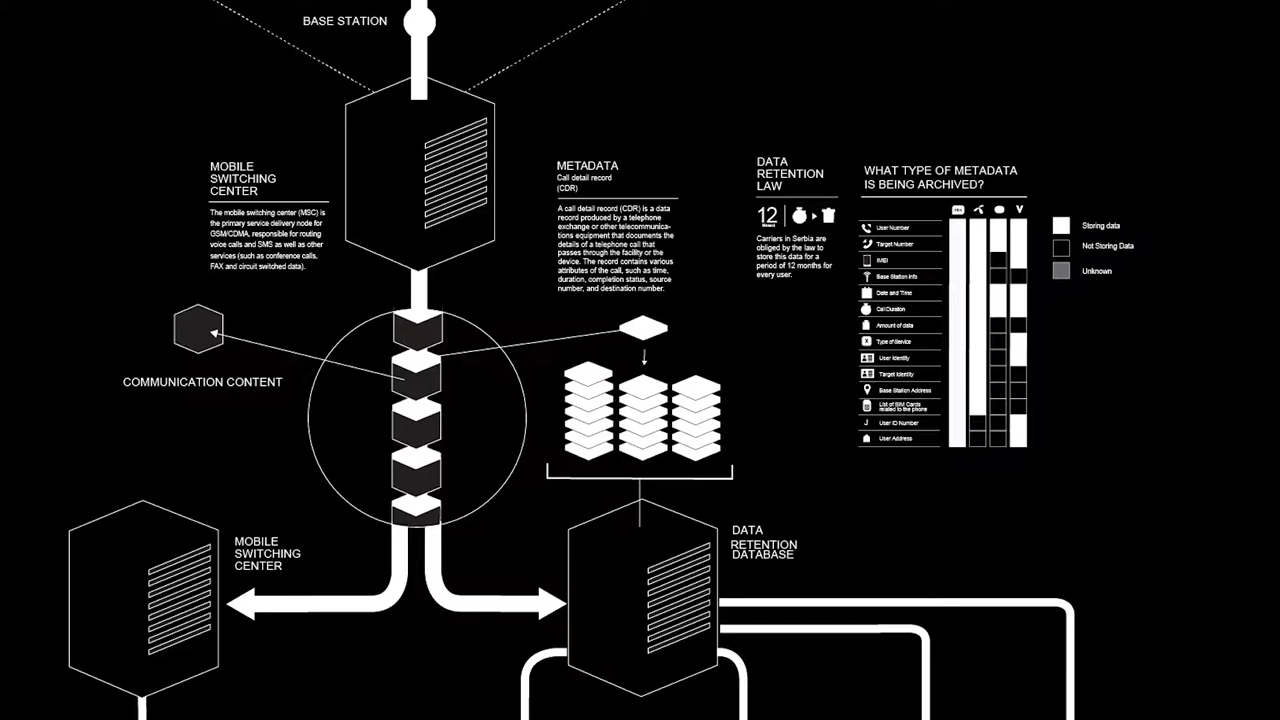 BASE STATION
MOBILE
SWITCHING
CENTER
The mobile switching center (MSC) is
the primary service delivery node for
GSM/CDMA, responsible for routing
voice calls and SMS as well as other
services (such as conference calls,
FAX and circuit switched data).
METADATA
Call detail record
(CDR)
A call detail record (CDR) is a data
record produced by a telephone
exchange or other telecommunica-
tions equipment that documents the
details of a telephone call that
passes through the facility or the
device. The record contains various
attributes of the call, such as time,
duration, completion status, source
number, and destination number.
DATA
RETENTION
LAW
12
Carriers in Serbia are
obliged by the law to
store this data for a
period of 12 months for
every user.
WHAT TYPE OF METADATA
IS BEING ARCHIVED?
User Number
Target Number
IMEI
Base Station Info
Date and Time
Call Duration
Amount of data
Type of Service
User Identity
Target Identity
Base Station Address
List of SIM Cards
related to the phone
User ID Number
User Address
Storing data
Not Storing Data
Unknown
COMMUNICATION CONTENT
MOBILE
SWITCHING
CENTER
DATA
RETENTION
DATABASE